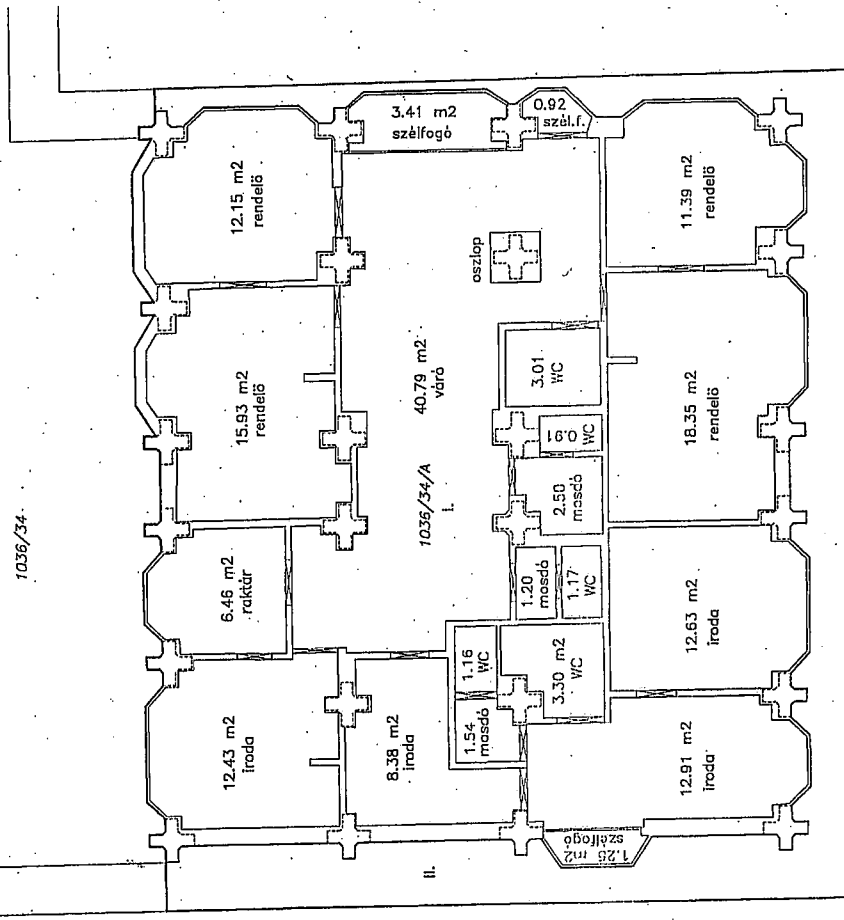 1036/34
3.41 m2
szélfogó
0.92
szél.f.
12.15 m2
rendelö
11.39 m2
rendelö
oszlop
15.93 m2
rendelö
40.79 m2
váró
3.01
WC
0.91
WC
18.35 m2
rendelö
1036/34/A
I.
2.50
mosdó
6.46 m2
raktár
1.20
mosdó
1.17
WC
12.63 m2
iroda
1.16
WC
3.30 m2
WC
12.43 m2
iroda
8.38 m2
iroda
1.54
mosdó
12.91 m2
iroda
1.25 m2
szélfogó
II.